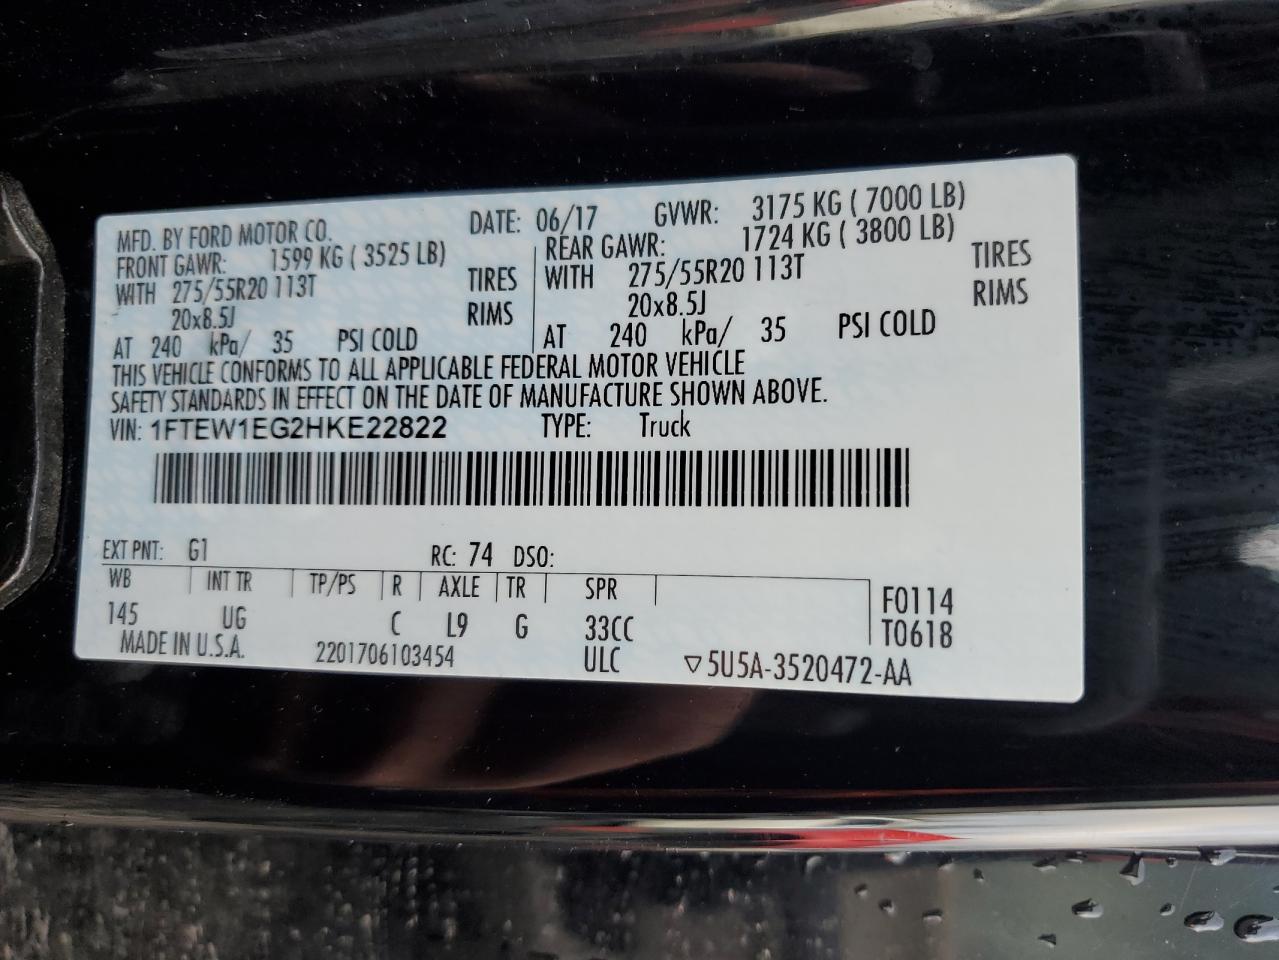 MFD. BY FORD MOTOR CO. DATE: 06/17 GVWR: 3175 KG ( 7000 LB)
FRONT GAWR: 1599 KG ( 3525 LB) REAR GAWR: 1724 KG ( 3800 LB)
WITH 275/55R20 113T TIRES WITH 275/55R20 113T TIRES
20x8.5J RIMS 20x8.5J RIMS
AT 240 kPa/ 35 PSI COLD AT 240 kPa/ 35 PSI COLD
THIS VEHICLE CONFORMS TO ALL APPLICABLE FEDERAL MOTOR VEHICLE
SAFETY STANDARDS IN EFFECT ON THE DATE OF MANUFACTURE SHOWN ABOVE.
VIN: 1FTEW1EG2HKE22822 TYPE: Truck
EXT PNT: G1 RC: 74 DSO:
WB INT TR TP/PS R AXLE TR SPR F0114
145 UG C L9 G 33CC T0618
MADE IN U.S.A. 2201706103454 ULC ▽5U5A-3520472-AA